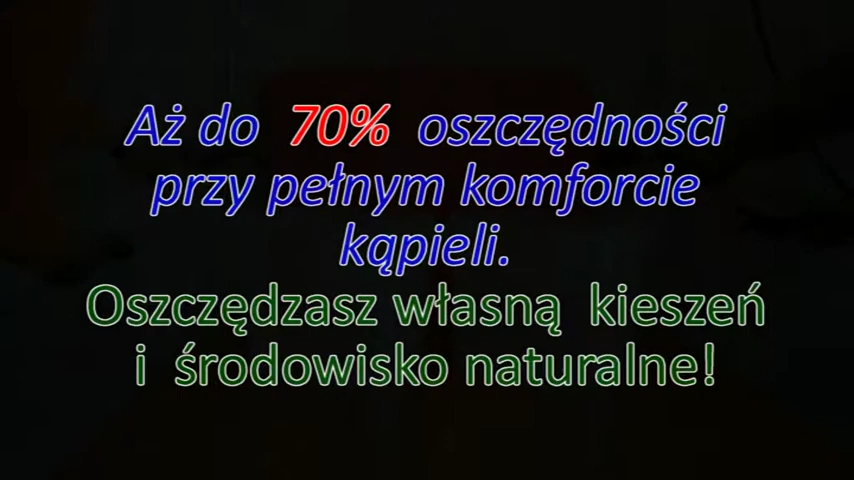 Aż do 70% oszczędności
przy pełnym komforcie
kąpieli.
Oszczędzasz własną kieszeń
i środowisko naturalne!